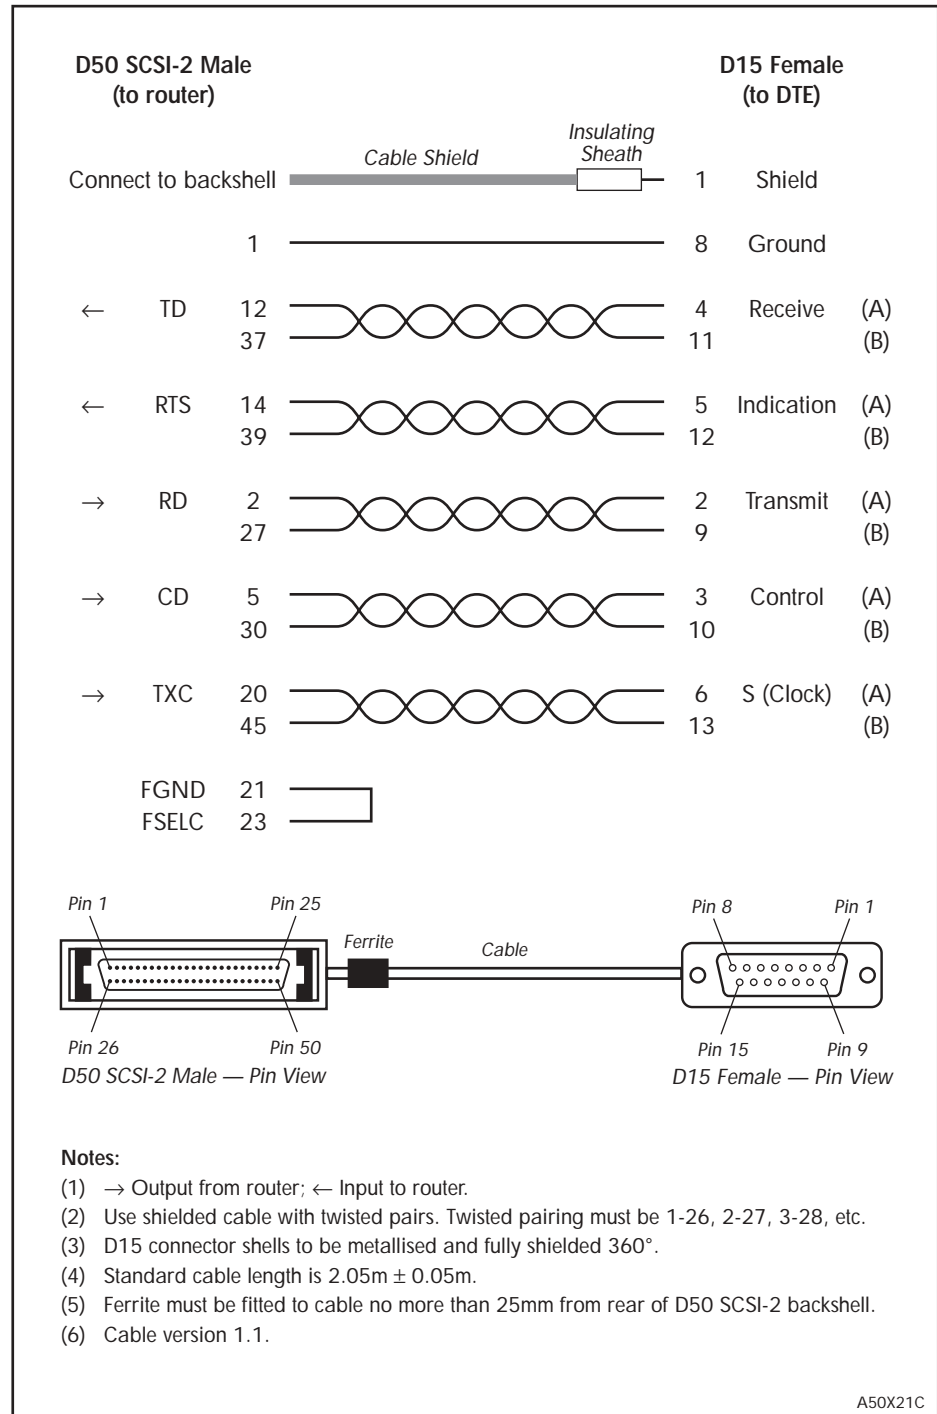 D50 SCSI-2 Male
(to router)
D15 Female
(to DTE)
Connect to backshell
Cable Shield
Insulating
Sheath
1 Shield
1 8 Ground
← TD 12 4 Receive (A)
37 11 (B)
← RTS 14 5 Indication (A)
39 12 (B)
→ RD 2 2 Transmit (A)
27 9 (B)
→ CD 5 3 Control (A)
30 10 (B)
→ TXC 20 6 S (Clock) (A)
45 13 (B)
FGND 21
FSELC 23
Pin 1 Pin 25
Pin 8 Pin 1
Ferrite Cable
Pin 26 Pin 50
Pin 15 Pin 9
D50 SCSI-2 Male — Pin View
D15 Female — Pin View
Notes:
(1) → Output from router; ← Input to router.
(2) Use shielded cable with twisted pairs. Twisted pairing must be 1-26, 2-27, 3-28, etc.
(3) D15 connector shells to be metallised and fully shielded 360°.
(4) Standard cable length is 2.05m ± 0.05m.
(5) Ferrite must be fitted to cable no more than 25mm from rear of D50 SCSI-2 backshell.
(6) Cable version 1.1.
A50X21C